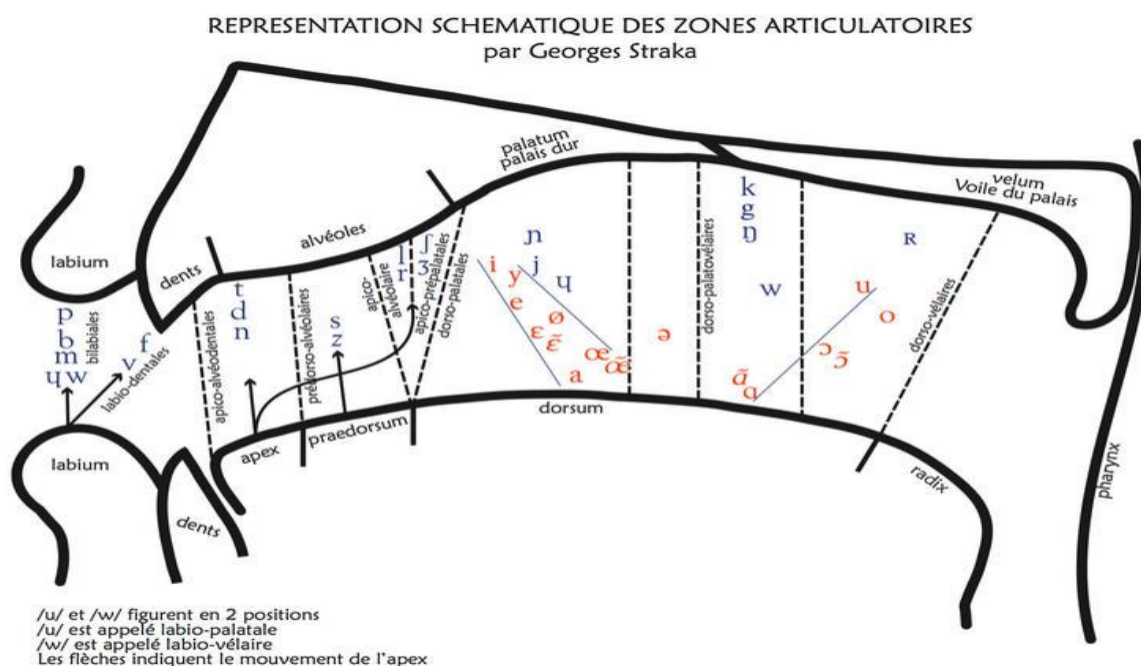 REPRESENTATION SCHEMATIQUE DES ZONES ARTICULATOIRES
par Georges Straka
palatum
palais dur
velum
Voile du palais
alvéoles
dents
labium
p
b
m
ɥ w
bilabiales
f
v
labio-dentales
apico-alvéodentales
t
d
n
prédorso-alvéolaires
s
z
apico-
alvéolaire
l
r
apico-prépalatales
ʃ
ʒ
dorso-palatales
ɲ
j
ɥ
i
y
e
ø
ɛ
ɛ̃
œ
œ̃
a
ə
dorso-palatovélaires
k
g
ŋ
w
ʀ
u
o
ɔ
ɔ̃
ɑ̃
ɑ
dorso-vélaires
labium
dents
apex
praedorsum
dorsum
radix
pharynx
/u/ et /w/ figurent en 2 positions
/u/ est appelé labio-palatale
/w/ est appelé labio-vélaire
Les flèches indiquent le mouvement de l'apex